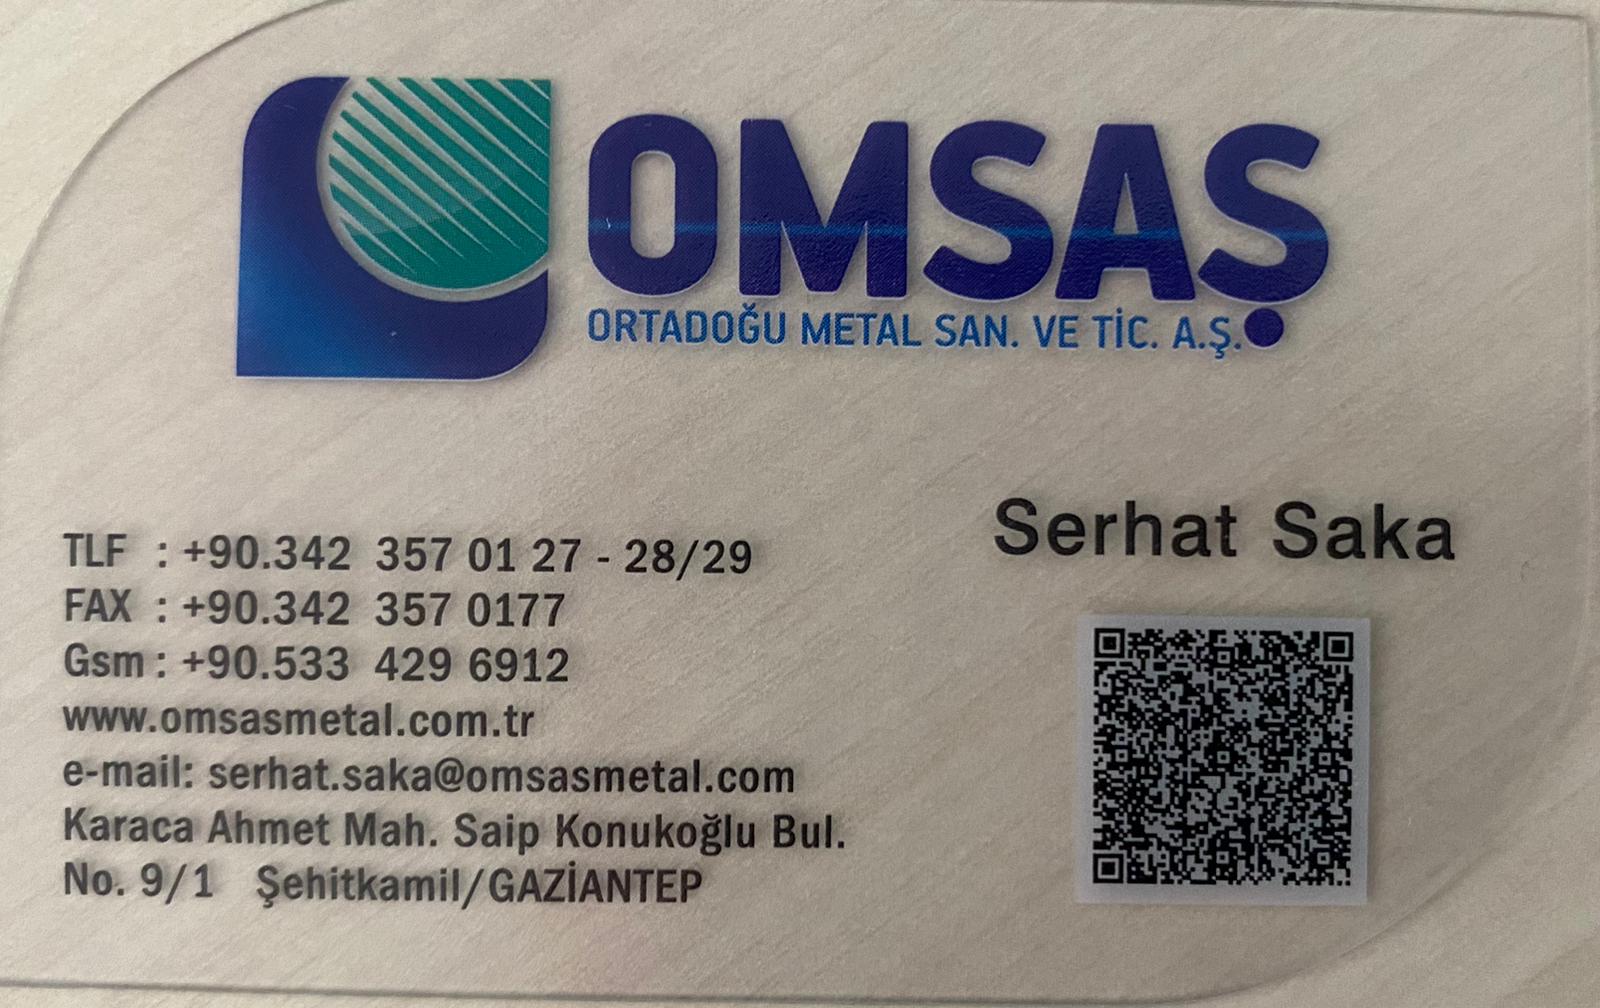 OMSAŞ
ORTADOĞU METAL SAN. VE TİC. A.Ş.
Serhat Saka
TLF : +90.342 357 01 27 - 28/29
FAX : +90.342 357 0177
Gsm : +90.533 429 6912
www.omsasmetal.com.tr
e-mail: serhat.saka@omsasmetal.com
Karaca Ahmet Mah. Saip Konukoğlu Bul.
No. 9/1 Şehitkamil/GAZİANTEP